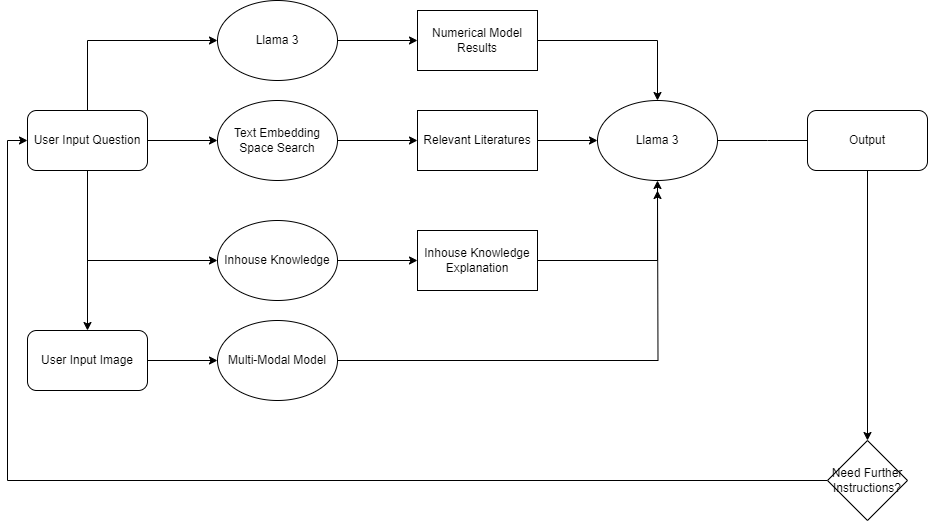 Llama 3
Numerical Model
Results
User Input Question
Text Embedding
Space Search
Relevant Literatures
Llama 3
Output
Inhouse Knowledge
Inhouse Knowledge
Explanation
User Input Image
Multi-Modal Model
Need Further
Instructions?